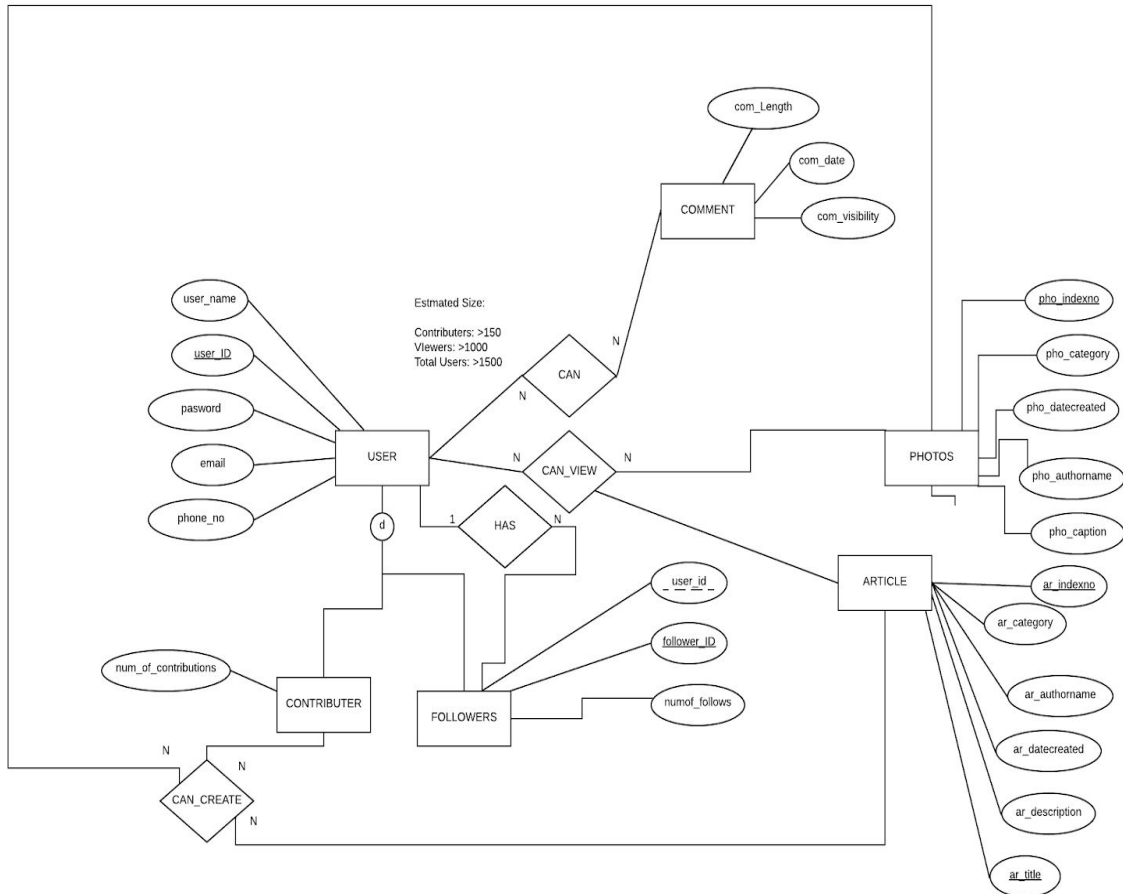 com_Length
com_date
COMMENT
com_visibility
user_name
Estmated Size:
pho_indexno
Contributers: >150
VIewers: >1000
Total Users: >1500
user_ID
N
CAN
pho_category
N
pasword
pho_datecreated
USER
N
CAN_VIEW
N
PHOTOS
email
pho_authorname
phone_no
d
1
HAS
N
pho_caption
user_id
ARTICLE
ar_indexno
ar_category
follower_ID
num_of_contributions
CONTRIBUTER
FOLLOWERS
numof_follows
ar_authorname
N
N
ar_datecreated
CAN_CREATE
N
ar_description
ar_title